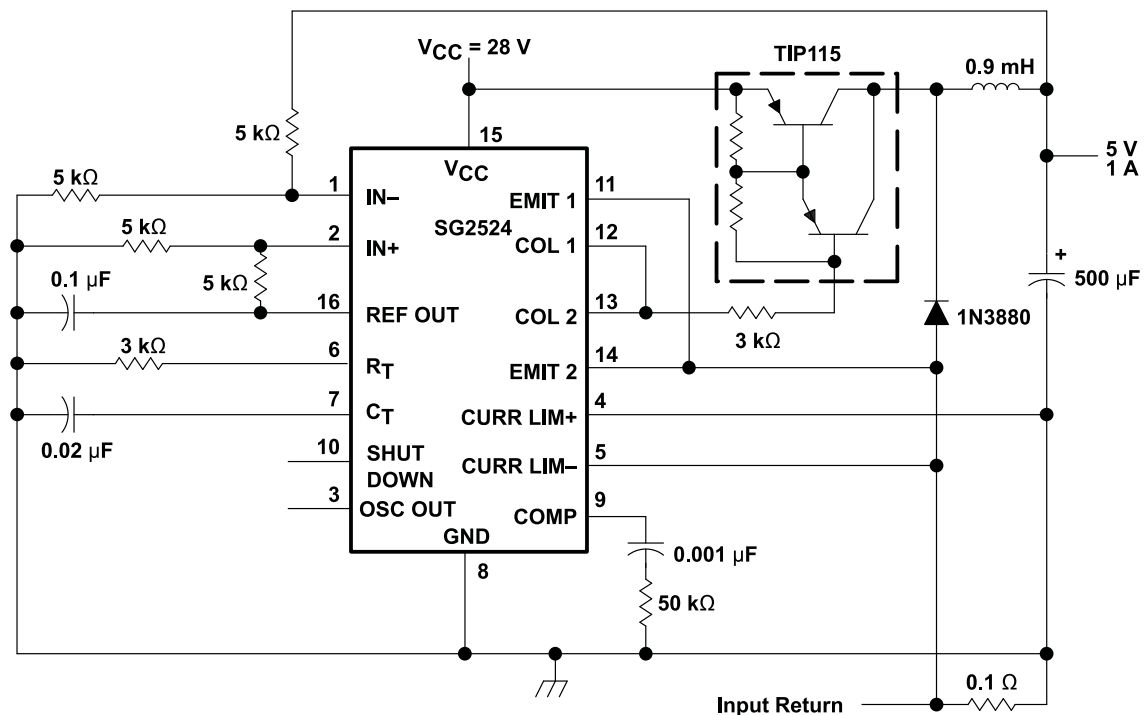 V CC = 28 V
TIP115
0.9 mH
5 kΩ
15
5 V
1 A
5 kΩ
1
V CC
11
IN–
EMIT 1
SG2524
5 kΩ
2
12
IN+
COL 1
0.1 µF
5 kΩ
+
500 µF
16
13
REF OUT
COL 2
3 kΩ
1N3880
3 kΩ
6
14
R T
EMIT 2
7
4
C T
CURR LIM+
0.02 µF
10
5
SHUT
DOWN
CURR LIM–
3
9
OSC OUT
COMP
GND
8
0.001 µF
50 kΩ
0.1 Ω
Input Return